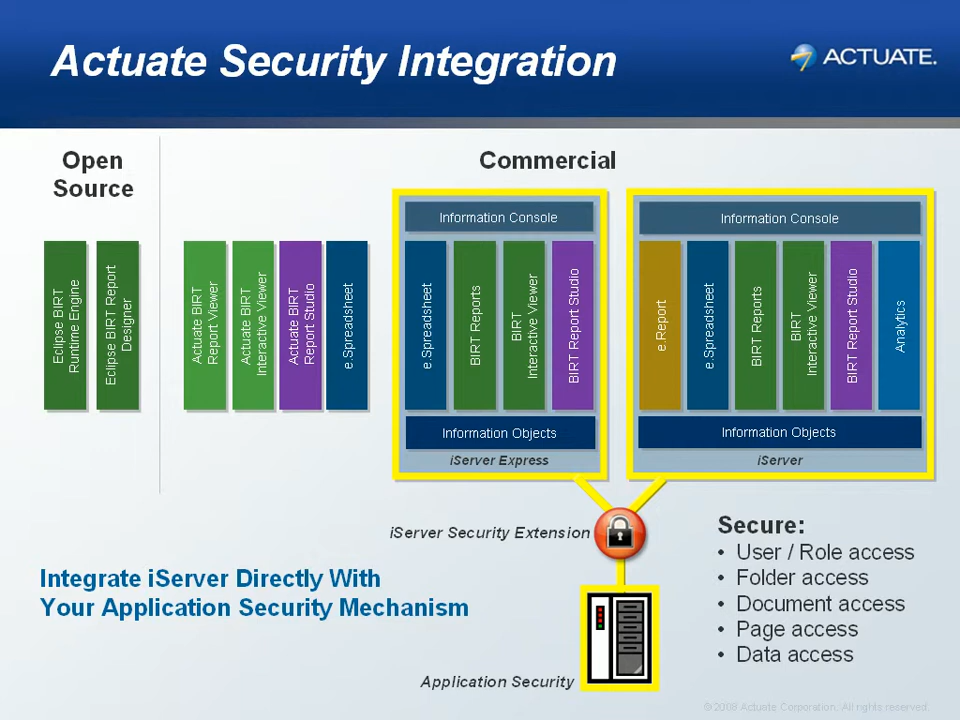 Actuate Security Integration
ACTUATE.
Open
Source
Commercial
Eclipse BIRT
Runtime Engine
Eclipse BIRT Report
Designer
Actuate BIRT
Report Viewer
Actuate BIRT
Interactive Viewer
Actuate BIRT
Report Studio
e.Spreadsheet
Information Console
e.Spreadsheet
BIRT Reports
BIRT
Interactive Viewer
BIRT Report Studio
Information Objects
iServer Express
Information Console
e.Report
e.Spreadsheet
BIRT Reports
BIRT
Interactive Viewer
BIRT Report Studio
Analytics
Information Objects
iServer
iServer Security Extension
Integrate iServer Directly With
Your Application Security Mechanism
Application Security
Secure:
• User / Role access
• Folder access
• Document access
• Page access
• Data access
© 2008 Actuate Corporation. All rights reserved.